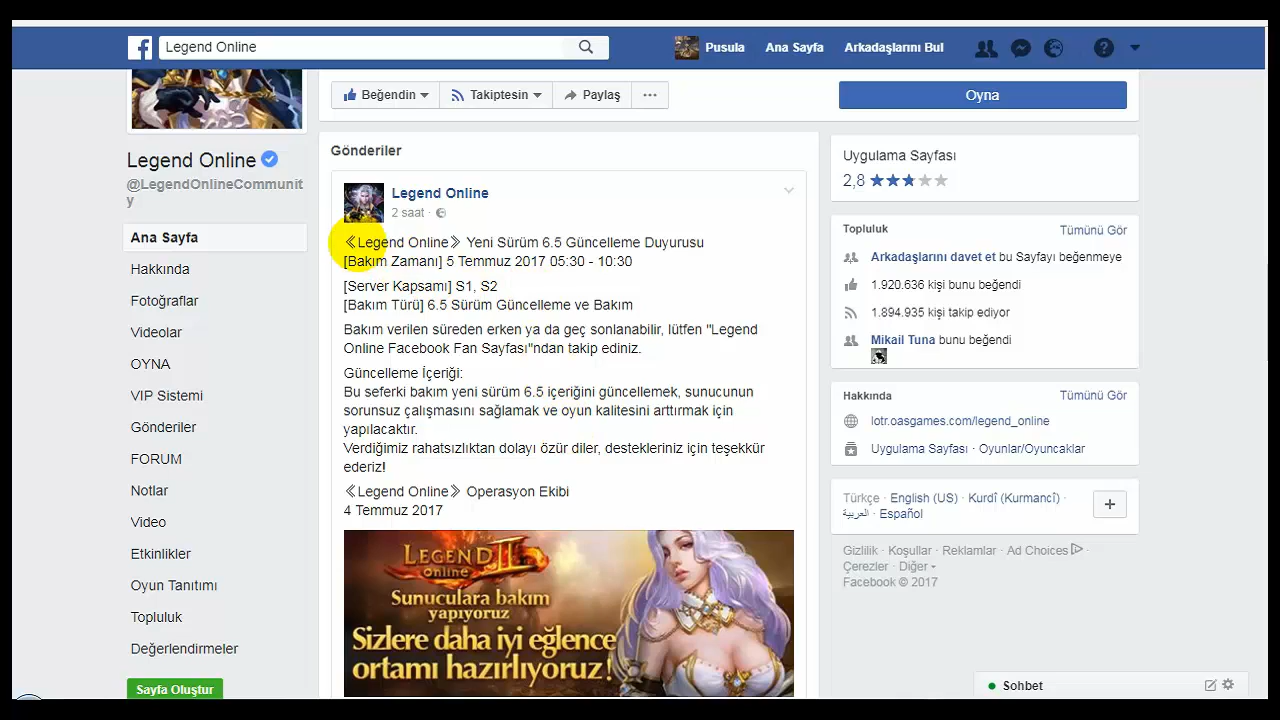 Legend Online
Pusula
Ana Sayfa
Arkadaşlarını Bul
Beğendin
Takiptesin
Paylaş
Oyna
Legend Online
@LegendOnlineCommunit
y
Ana Sayfa
Hakkında
Fotoğraflar
Videolar
OYNA
VIP Sistemi
Gönderiler
FORUM
Notlar
Video
Etkinlikler
Oyun Tanıtımı
Topluluk
Değerlendirmeler
Sayfa Oluştur
Gönderiler
Legend Online
2 saat ·
《Legend Online》 Yeni Sürüm 6.5 Güncelleme Duyurusu
[Bakım Zamanı] 5 Temmuz 2017 05:30 - 10:30
[Server Kapsamı] S1, S2
[Bakım Türü] 6.5 Sürüm Güncelleme ve Bakım
Bakım verilen süreden erken ya da geç sonlanabilir, lütfen "Legend
Online Facebook Fan Sayfası"ndan takip ediniz.
Güncelleme İçeriği:
Bu seferki bakım yeni sürüm 6.5 içeriğini güncellemek, sunucunun
sorunsuz çalışmasını sağlamak ve oyun kalitesini arttırmak için
yapılacaktır.
Verdiğimiz rahatsızlıktan dolayı özür diler, destekleriniz için teşekkür
ederiz!
《Legend Online》 Operasyon Ekibi
4 Temmuz 2017
LEGEND II
online
Sunuculara bakım
yapıyoruz
Sizlere daha iyi eğlence
ortamı hazırlıyoruz!
Uygulama Sayfası
2,8
Topluluk
Tümünü Gör
Arkadaşlarını davet et bu Sayfayı beğenmeye
1.920.636 kişi bunu beğendi
1.894.935 kişi takip ediyor
Mikail Tuna bunu beğendi
Hakkında
Tümünü Gör
lotr.oasgames.com/legend_online
Uygulama Sayfası · Oyunlar/Oyuncaklar
Türkçe · English (US) · Kurdî (Kurmancî) ·
العربية · Español
Gizlilik · Koşullar · Reklamlar · Ad Choices ·
Çerezler · Diğer
Facebook © 2017
Sohbet